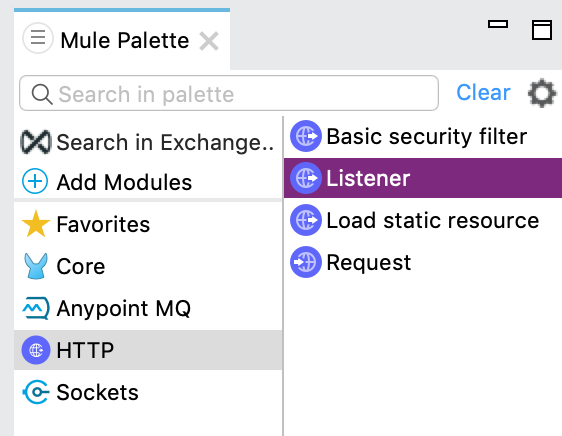 Mule Palette
Search in palette
Clear
Search in Exchange..
Add Modules
Favorites
Core
Anypoint MQ
HTTP
Sockets
Basic security filter
Listener
Load static resource
Request